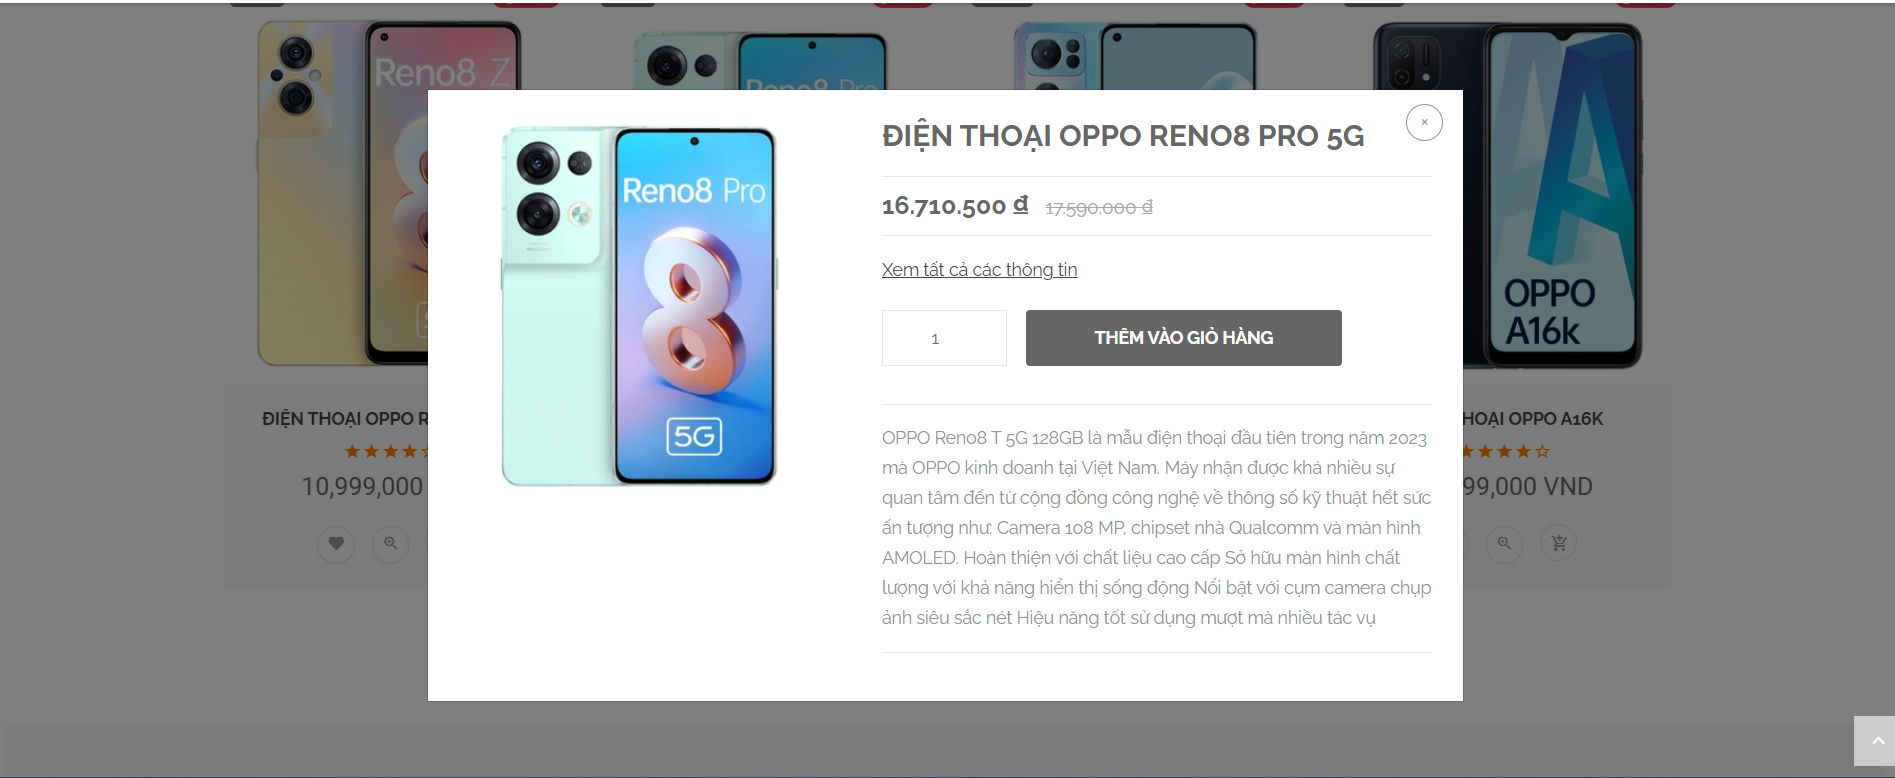 Reno8 Z
Reno8 Pro
ĐIỆN THOẠI OPPO RENO8 PRO 5G
×
Reno8 Pro
16.710.500 ₫ 17.590.000 ₫
Xem tất cả các thông tin
OPPO
A16k
1
THÊM VÀO GIỎ HÀNG
5G
ĐIỆN THOẠI OPPO R
HOẠI OPPO A16K
10,999,000
99,000 VND
OPPO Reno8 T 5G 128GB là mẫu điện thoại đầu tiên trong năm 2023
mà OPPO kinh doanh tại Việt Nam. Máy nhận được khá nhiều sự
quan tâm đến từ cộng đồng công nghệ về thông số kỹ thuật hết sức
ấn tượng như: Camera 108 MP, chipset nhà Qualcomm và màn hình
AMOLED. Hoàn thiện với chất liệu cao cấp Sở hữu màn hình chất
lượng với khả năng hiển thị sống động Nổi bật với cụm camera chụp
ảnh siêu sắc nét Hiệu năng tốt sử dụng mượt mà nhiều tác vụ